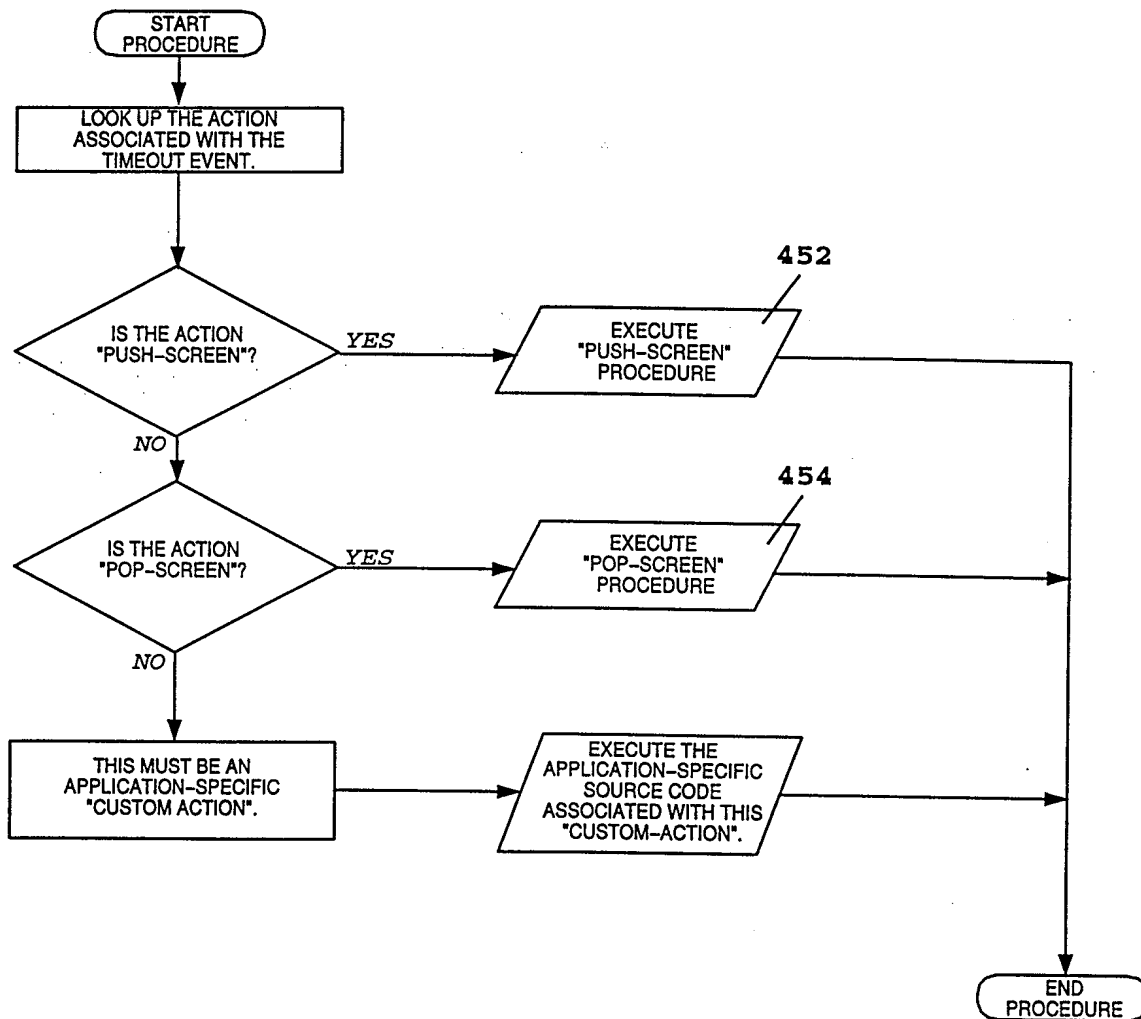 START
PROCEDURE
LOOK UP THE ACTION
ASSOCIATED WITH THE
TIMEOUT EVENT.
452
IS THE ACTION
"PUSH-SCREEN"?
YES
EXECUTE
"PUSH-SCREEN"
PROCEDURE
NO
454
IS THE ACTION
"POP-SCREEN"?
YES
EXECUTE
"POP-SCREEN"
PROCEDURE
NO
THIS MUST BE AN
APPLICATION-SPECIFIC
"CUSTOM ACTION".
EXECUTE THE
APPLICATION-SPECIFIC
SOURCE CODE
ASSOCIATED WITH THIS
"CUSTOM-ACTION".
END
PROCEDURE